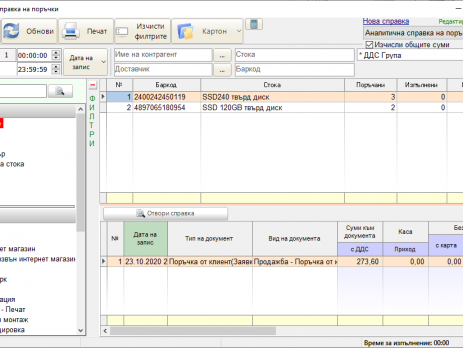 правка на поръчки
Обнови
Печат
Изчисти филтрите
Картон
Нова справка
Аналитична справка на поръ
Изчисли общите суми
1 00:00:00
23:59:59
Дата на запис
Име на контрагент
...
Стока
* ДДС Група
Доставчик
...
Баркод
ФИЛТРИ
№ Баркод Стока Поръчани Изпълнени
1 2400242450119 SSD240 твърд диск 3 0
2 4897065180954 SSD 120GB твърд диск 2 0
а стока
Отвори справка
№ Дата на запис Тип на документ Вид на документа Суми към документа Каса Без
с ДДС Приход с карта
1 23.10.2020 2 Поръчка от клиент(Заявк Продажба - Поръчка от к 273,60 0,00 0,00
нет магазин
извън интернет магазин
рк
ация
- Печат
монтаж
дировка
Време за изпълнение: 00:00